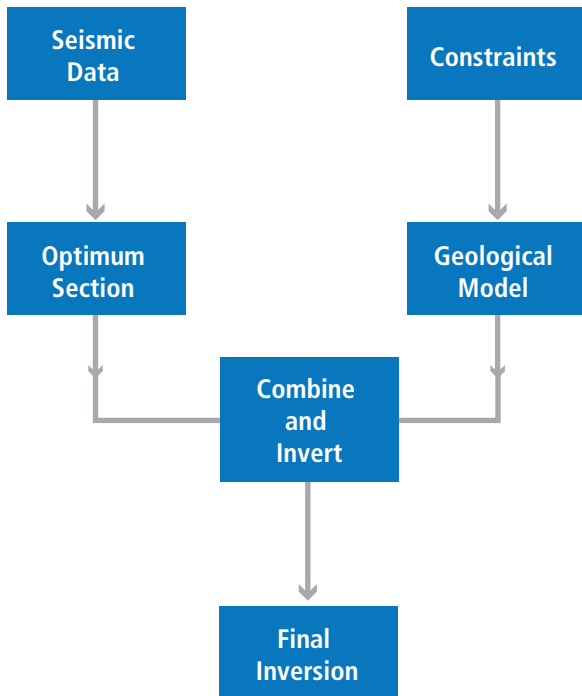 Seismic
Data
Constraints
Optimum
Section
Geological
Model
Combine
and
Invert
Final
Inversion